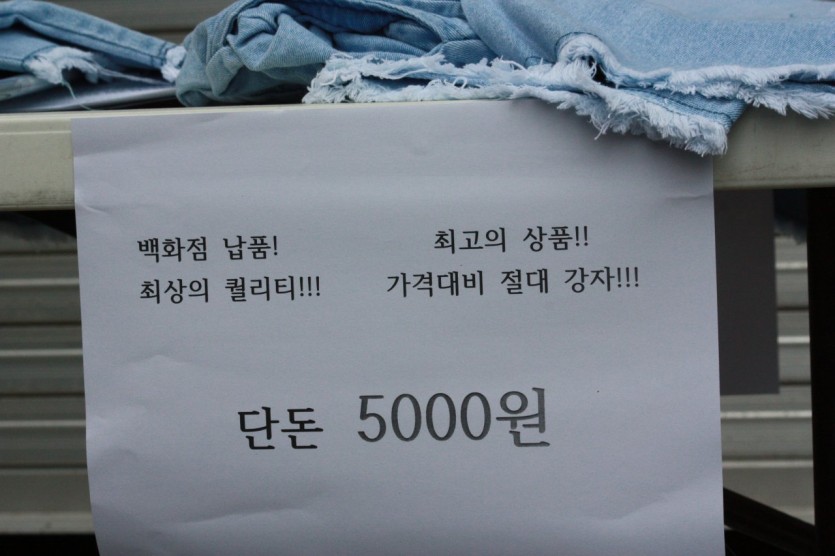 백화점 납품! 최고의 상품!!
최상의 퀄리티!!! 가격대비 절대 강자!!!
단돈 5000원